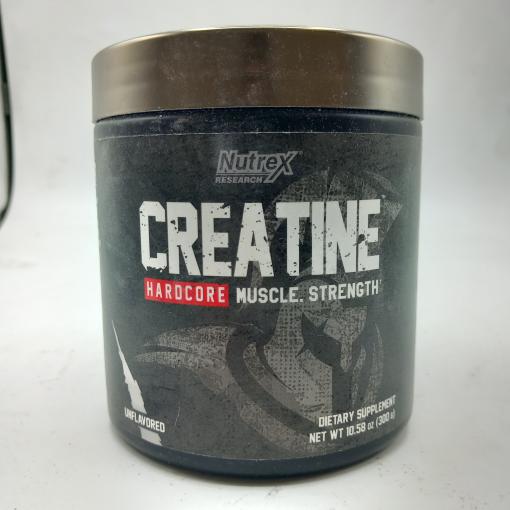 Nutrex
RESEARCH
CREATINE
HARDCORE MUSCLE. STRENGTH*
UNFLAVORED
DIETARY SUPPLEMENT
NET WT 10.58 oz (300 g)